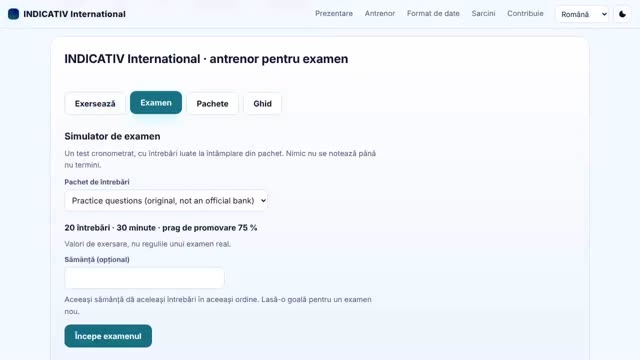 INDICATIV International
Prezentare Antrenor Format de date Sarcini Contribuie Română
INDICATIV International · antrenor pentru examen
Exersează Examen Pachete Ghid
Simulator de examen
Un test cronometrat, cu întrebări luate la întâmplare din pachet. Nimic nu se notează până
nu termini.
Pachet de întrebări
Practice questions (original, not an official bank)
20 întrebări · 30 minute · prag de promovare 75 %
Valori de exersare, nu regulile unui examen real.
Sămânță (opțional)
Aceeași sămânță dă aceleași întrebări în aceeași ordine. Las-o goală pentru un examen
nou.
Începe examenul